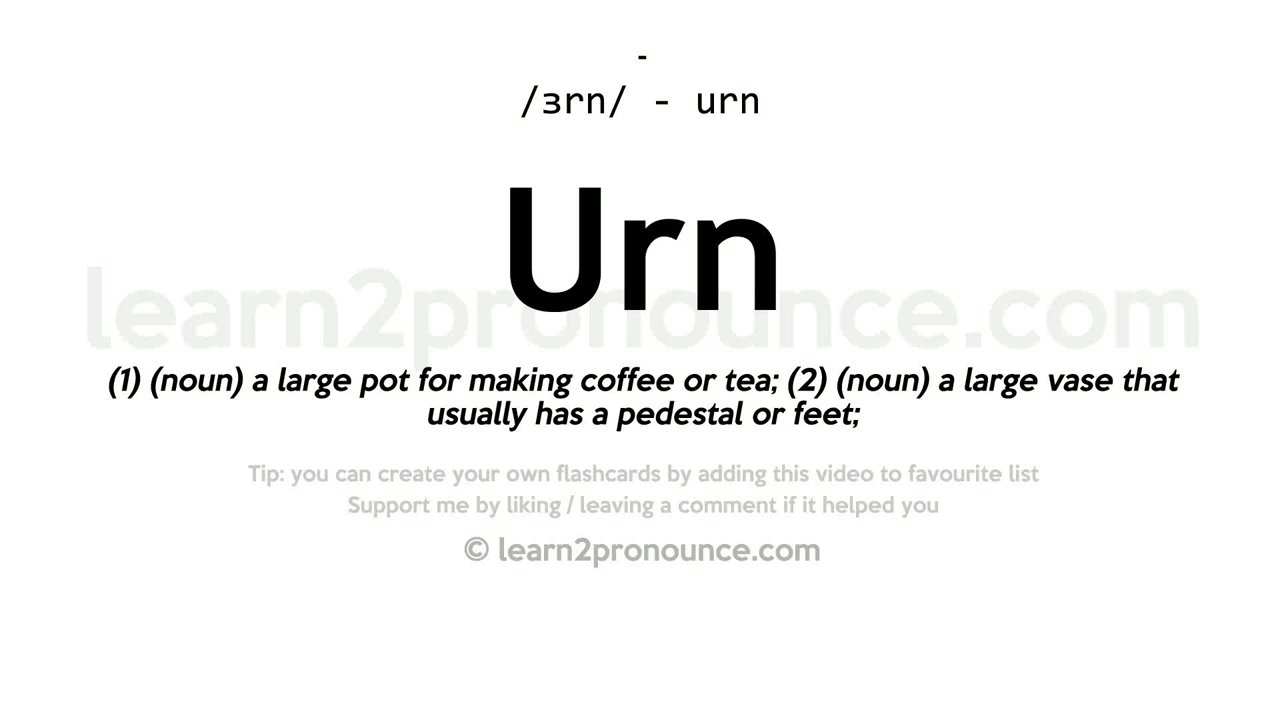 -
/ɜrn/ - urn
Urn
learn2pronounce.com
(1) (noun) a large pot for making coffee or tea; (2) (noun) a large vase that
usually has a pedestal or feet;
Tip: you can create your own flashcards by adding this video to favourite list
Support me by liking / leaving a comment if it helped you
© learn2pronounce.com